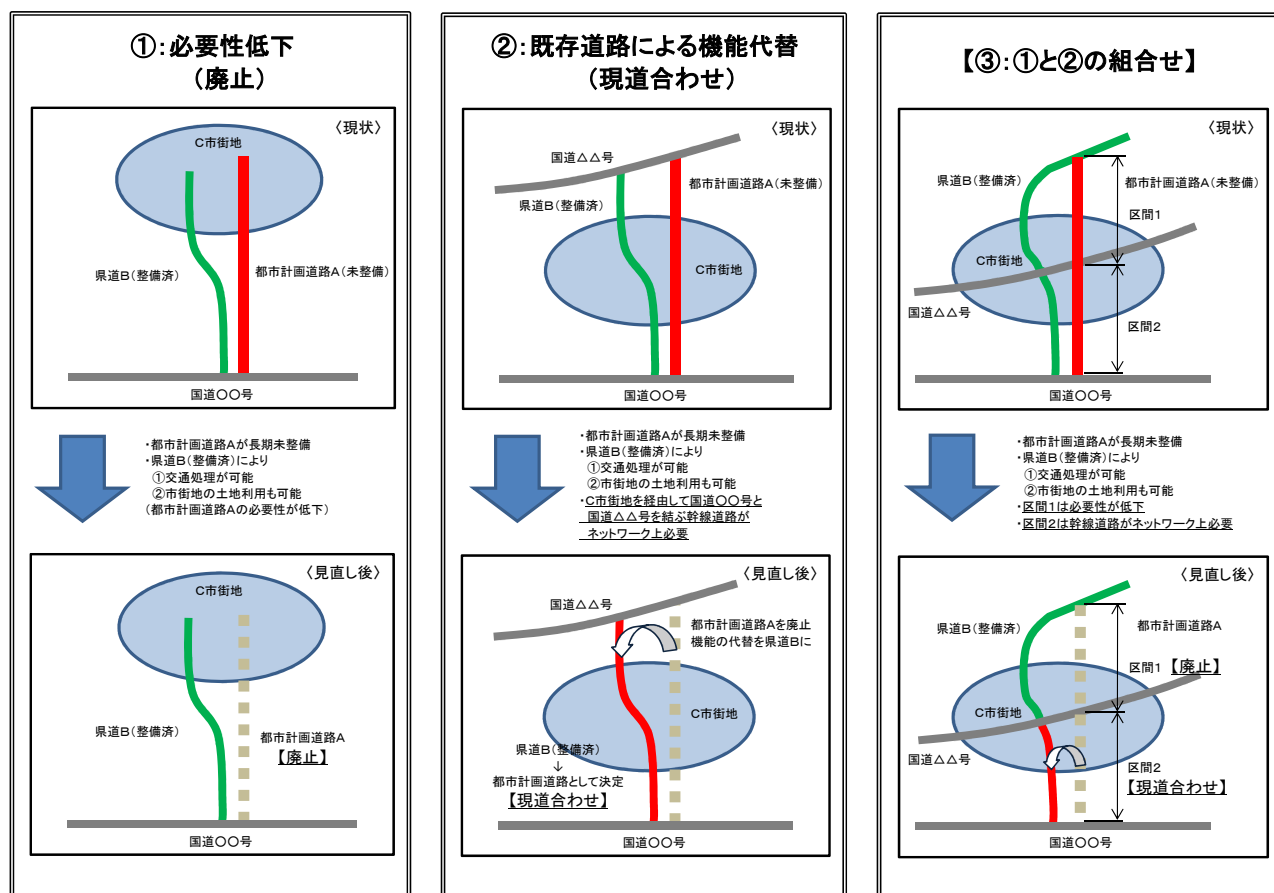 ①:必要性低下
(廃止)
〈現状〉
C市街地
県道B(整備済)
都市計画道路A(未整備)
国道〇〇号
・都市計画道路Aが長期未整備
・県道B(整備済)により
①交通処理が可能
②市街地の土地利用も可能
(都市計画道路Aの必要性が低下)
〈見直し後〉
C市街地
県道B(整備済)
都市計画道路A
【廃止】
国道〇〇号
②:既存道路による機能代替
(現道合わせ)
〈現状〉
国道△△号
都市計画道路A(未整備)
県道B(整備済)
C市街地
国道〇〇号
・都市計画道路Aが長期未整備
・県道B(整備済)により
①交通処理が可能
②市街地の土地利用も可能
・C市街地を経由して国道〇〇号と
国道△△号を結ぶ幹線道路が
ネットワーク上必要
〈見直し後〉
国道△△号
都市計画道路Aを廃止
機能の代替を県道Bに
C市街地
県道B(整備済)
↓
都市計画道路として決定
【現道合わせ】
国道〇〇号
【③:①と②の組合せ】
〈現状〉
県道B(整備済)
都市計画道路A(未整備)
区間1
C市街地
国道△△号
区間2
国道〇〇号
・都市計画道路Aが長期未整備
・県道B(整備済)により
①交通処理が可能
②市街地の土地利用も可能
・区間1は必要性が低下
・区間2は幹線道路がネットワーク上必要
〈見直し後〉
県道B(整備済)
都市計画道路A
区間1 【廃止】
C市街地
国道△△号
区間2
【現道合わせ】
国道〇〇号